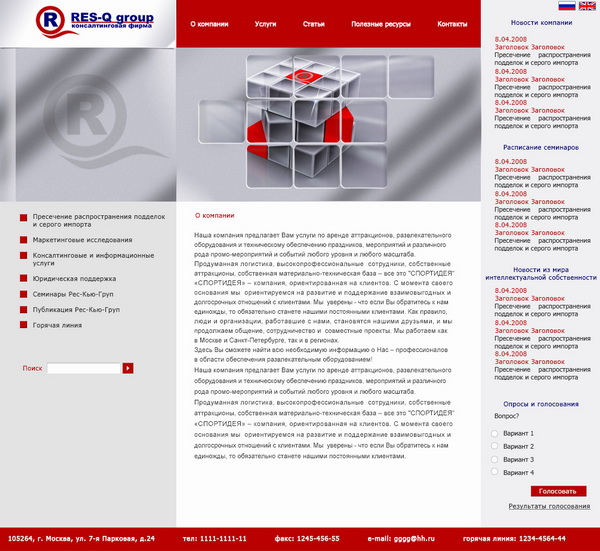 RES-Q group
консалтинговая фирма
R
О компании
Услуги
Статьи
Полезные ресурсы
Контакты
R
Пресечение распространения подделок
и серого импорта
Маркетинговые исследования
Консалтинговые и информационные
услуги
Юридическая поддержка
Семинары Рес-Кью-Груп
Публикация Рес-Кью-Груп
Горячая линия
Поиск
О компании
Наша компания предлагает Вам услуги по аренде аттракционов, развлекательного
оборудования и техническому обеспечению праздников, мероприятий и различного
рода промо-мероприятий и событий любого уровня и любого масштаба.
Продуманная логистика, высокопрофессиональные сотрудники, собственные
аттракционы, собственная материально-техническая база – все это "СПОРТИДЕЯ"
«СПОРТИДЕЯ» – компания, ориентированная на клиентов. С момента своего
основания мы ориентируемся на развитие и поддержание взаимовыгодных и
долгосрочных отношений с клиентами. Мы уверены - что если Вы обратитесь к нам
единожды, то обязательно станете нашими постоянными клиентами. Как правило,
люди и организации, работавшие с нами, становятся нашими друзьями, и мы
продолжаем общение, сотрудничество и совместные проекты. Мы работаем как
в Москве и Санкт-Петербурге, так и в регионах.
Здесь Вы сможете найти всю необходимую информацию о Нас – профессионалов
в области обеспечения развлекательным оборудованием!
Наша компания предлагает Вам услуги по аренде аттракционов, развлекательного
оборудования и техническому обеспечению праздников, мероприятий и различного
рода промо-мероприятий и событий любого уровня и любого масштаба.
Продуманная логистика, высокопрофессиональные сотрудники, собственные
аттракционы, собственная материально-техническая база – все это "СПОРТИДЕЯ"
«СПОРТИДЕЯ» – компания, ориентированная на клиентов. С момента своего
основания мы ориентируемся на развитие и поддержание взаимовыгодных и
долгосрочных отношений с клиентами. Мы уверены - что если Вы обратитесь к нам
единожды, то обязательно станете нашими постоянными клиентами.
Новости компании
8.04.2008
Заголовок Заголовок
Пресечение распространения
подделок и серого импорта
8.04.2008
Заголовок Заголовок
Пресечение распространения
подделок и серого импорта
8.04.2008
Заголовок Заголовок
Пресечение распространения
подделок и серого импорта
Расписание семинаров
8.04.2008
Заголовок Заголовок
Пресечение распространения
подделок и серого импорта
8.04.2008
Заголовок Заголовок
Пресечение распространения
подделок и серого импорта
Новости из мира
интеллектуальной собственности
8.04.2008
Заголовок Заголовок
Пресечение распространения
подделок и серого импорта
8.04.2008
Заголовок Заголовок
Пресечение распространения
подделок и серого импорта
8.04.2008
Заголовок Заголовок
Пресечение распространения
подделок и серого импорта
Опросы и голосования
Вопрос?
Вариант 1
Вариант 2
Вариант 3
Вариант 4
Голосовать
Результаты голосования
105264, г. Москва, ул. 7-я Парковая, д.24
тел: 1111-1111-11
факс: 1245-456-55
e-mail: gggg@hh.ru
горячая линия: 1234-4564-44